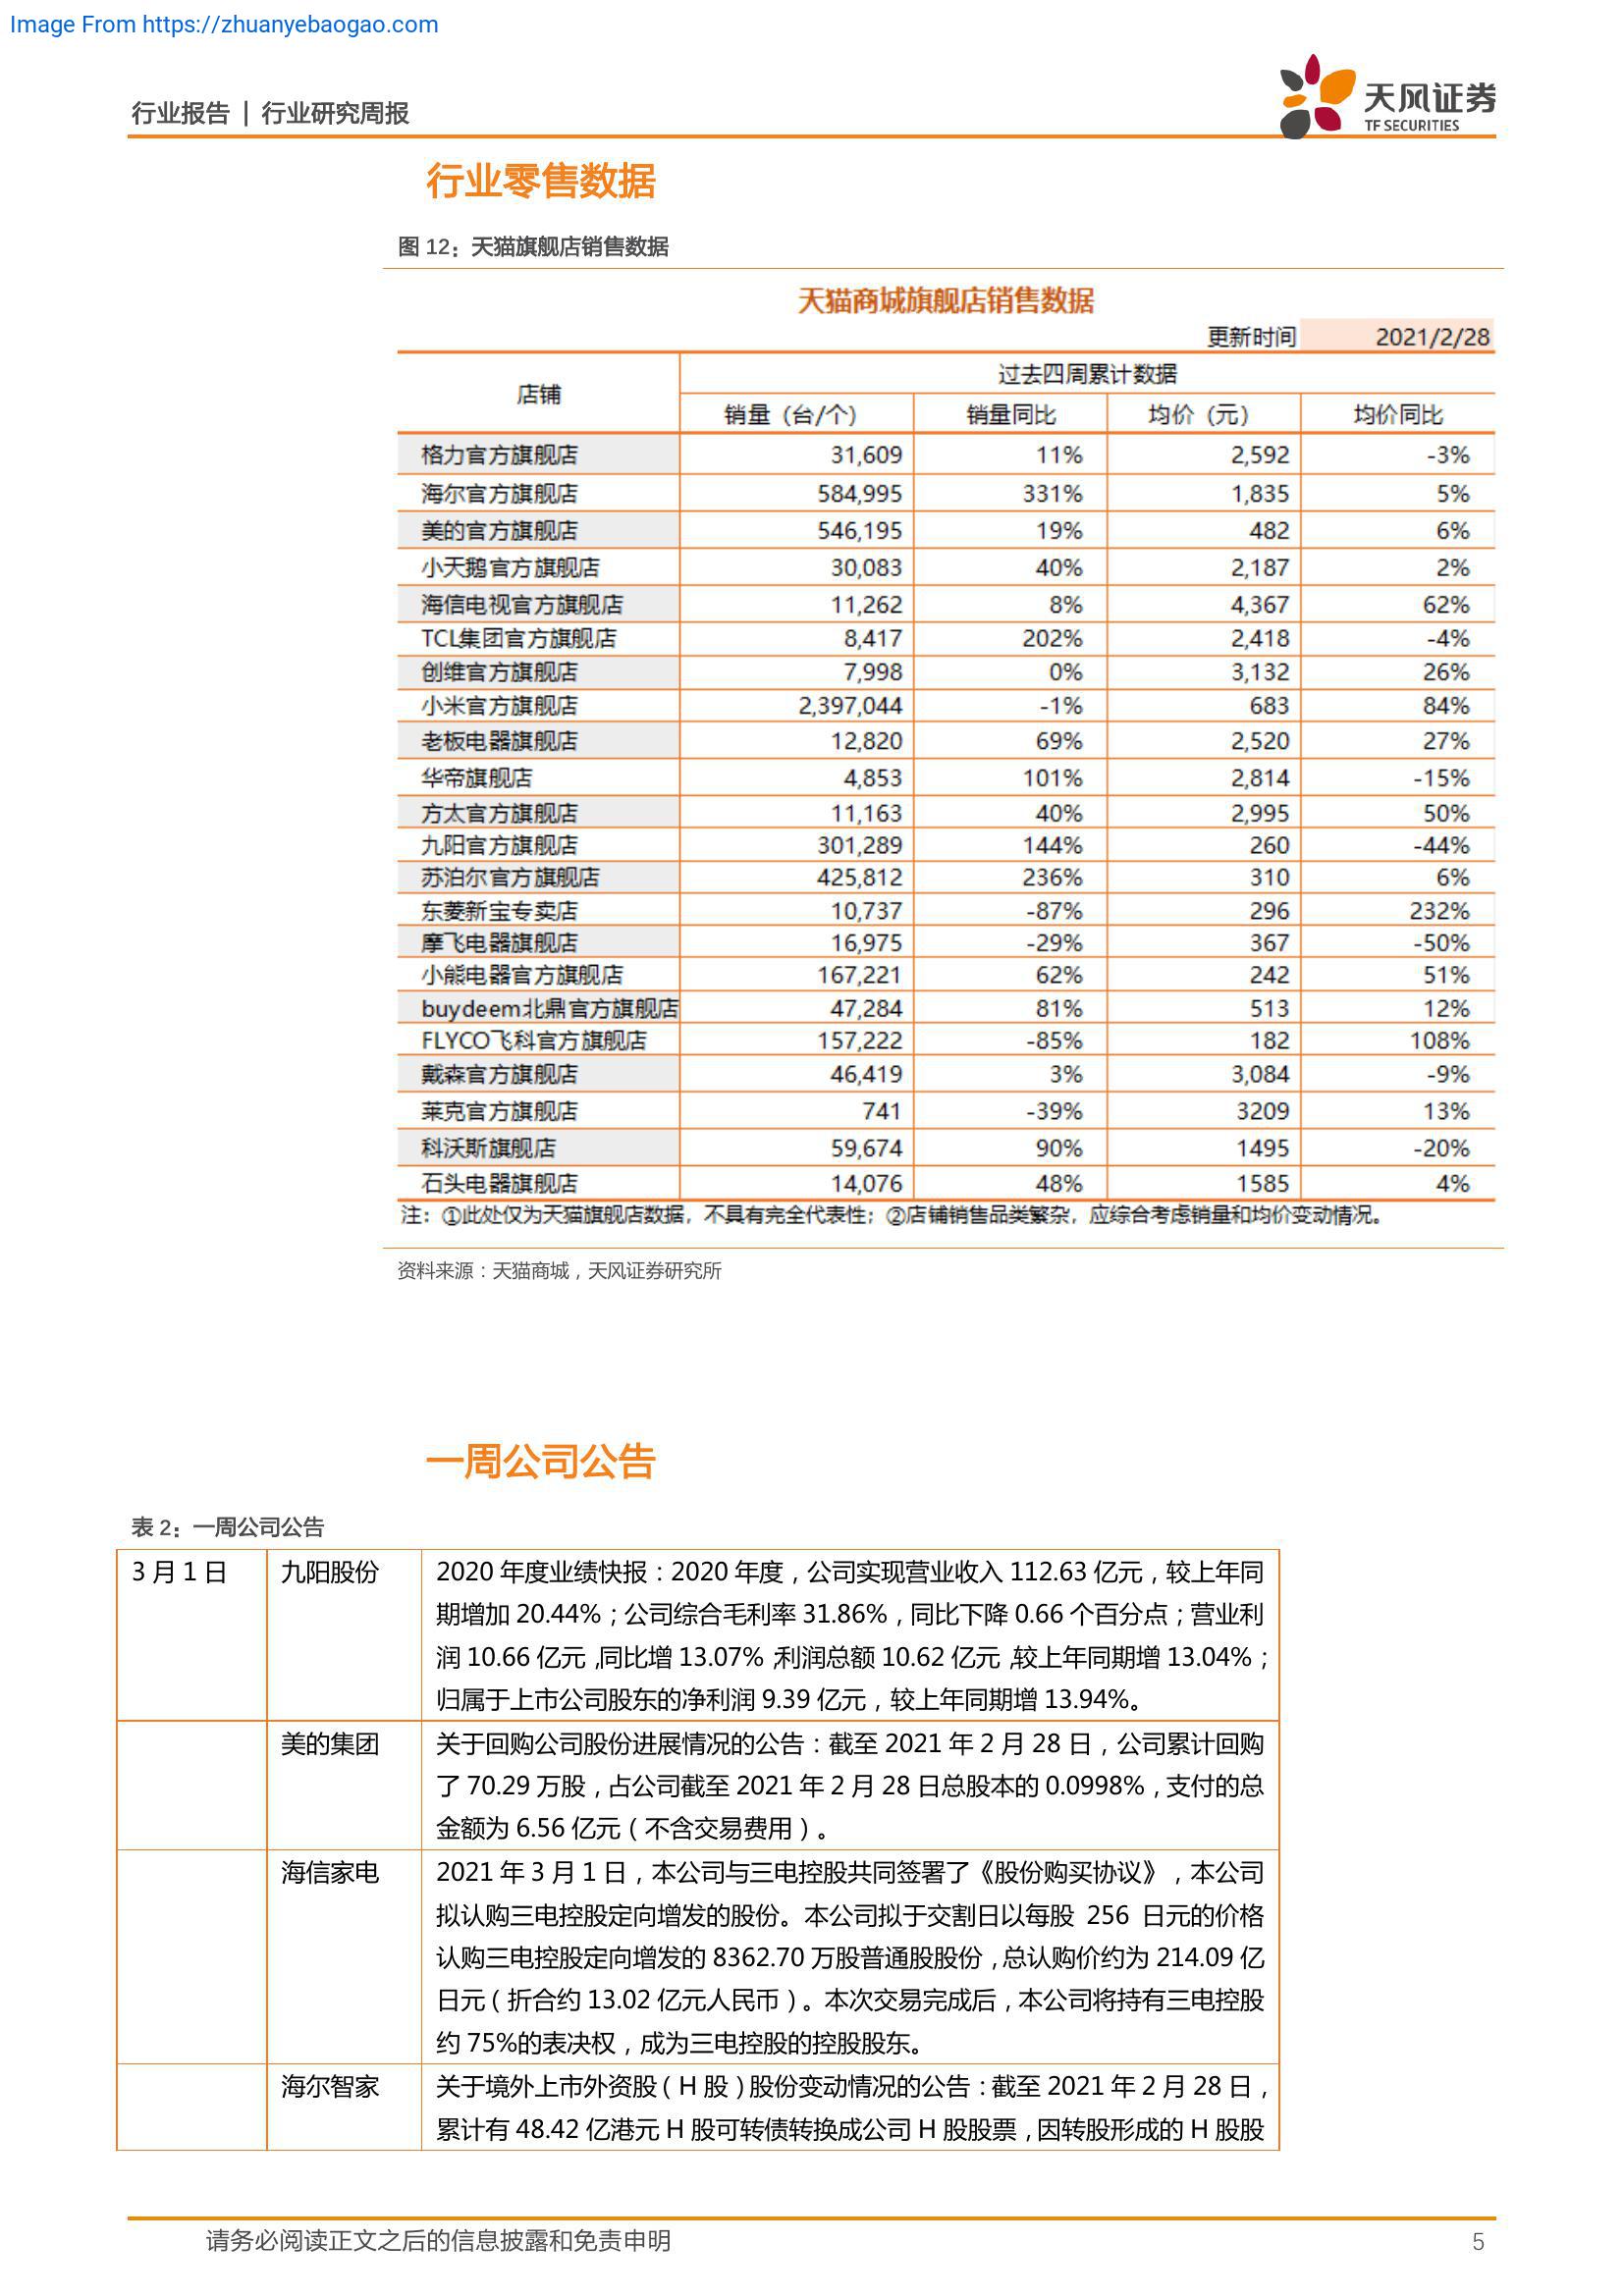 Image From https://zhuanyebaogao.com
行业报告 | 行业研究周报
天风证券
TF SECURITIES
行业零售数据
图 12：天猫旗舰店销售数据
天猫商城旗舰店销售数据
更新时间 2021/2/28
店铺 过去四周累计数据
销量（台/个） 销量同比 均价（元） 均价同比
格力官方旗舰店 31,609 11% 2,592 -3%
海尔官方旗舰店 584,995 331% 1,835 5%
美的官方旗舰店 546,195 19% 482 6%
小天鹅官方旗舰店 30,083 40% 2,187 2%
海信电视官方旗舰店 11,262 8% 4,367 62%
TCL集团官方旗舰店 8,417 202% 2,418 -4%
创维官方旗舰店 7,998 0% 3,132 26%
小米官方旗舰店 2,397,044 -1% 683 84%
老板电器旗舰店 12,820 69% 2,520 27%
华帝旗舰店 4,853 101% 2,814 -15%
方太官方旗舰店 11,163 40% 2,995 50%
九阳官方旗舰店 301,289 144% 260 -44%
苏泊尔官方旗舰店 425,812 236% 310 6%
东菱新宝专卖店 10,737 -87% 296 232%
摩飞电器旗舰店 16,975 -29% 367 -50%
小熊电器官方旗舰店 167,221 62% 242 51%
buydeem北鼎官方旗舰店 47,284 81% 513 12%
FLYCO飞科官方旗舰店 157,222 -85% 182 108%
戴森官方旗舰店 46,419 3% 3,084 -9%
莱克官方旗舰店 741 -39% 3209 13%
科沃斯旗舰店 59,674 90% 1495 -20%
石头电器旗舰店 14,076 48% 1585 4%
注：①此处仅为天猫旗舰店数据，不具有完全代表性；②店铺销售品类繁杂，应综合考虑销量和均价变动情况。
资料来源：天猫商城，天风证券研究所
一周公司公告
表 2：一周公司公告
3 月 1 日 九阳股份 2020 年度业绩快报：2020 年度，公司实现营业收入 112.63 亿元，较上年同
期增加 20.44%；公司综合毛利率 31.86%，同比下降 0.66 个百分点；营业利
润 10.66 亿元，同比增 13.07%，利润总额 10.62 亿元，较上年同期增 13.04%；
归属于上市公司股东的净利润 9.39 亿元，较上年同期增 13.94%。
美的集团 关于回购公司股份进展情况的公告：截至 2021 年 2 月 28 日，公司累计回购
了 70.29 万股，占公司截至 2021 年 2 月 28 日总股本的 0.0998%，支付的总
金额为 6.56 亿元（不含交易费用）。
海信家电 2021 年 3 月 1 日，本公司与三电控股共同签署了《股份购买协议》，本公司
拟认购三电控股定向增发的股份。本公司拟于交割日以每股 256 日元的价格
认购三电控股定向增发的 8362.70 万股普通股股份，总认购价约为 214.09 亿
日元（折合约 13.02 亿元人民币）。本次交易完成后，本公司将持有三电控股
约 75%的表决权，成为三电控股的控股股东。
海尔智家 关于境外上市外资股（H 股）股份变动情况的公告：截至 2021 年 2 月 28 日，
累计有 48.42 亿港元 H 股可转债转换成公司 H 股股票，因转股形成的 H 股股
请务必阅读正文之后的信息披露和免责申明 5